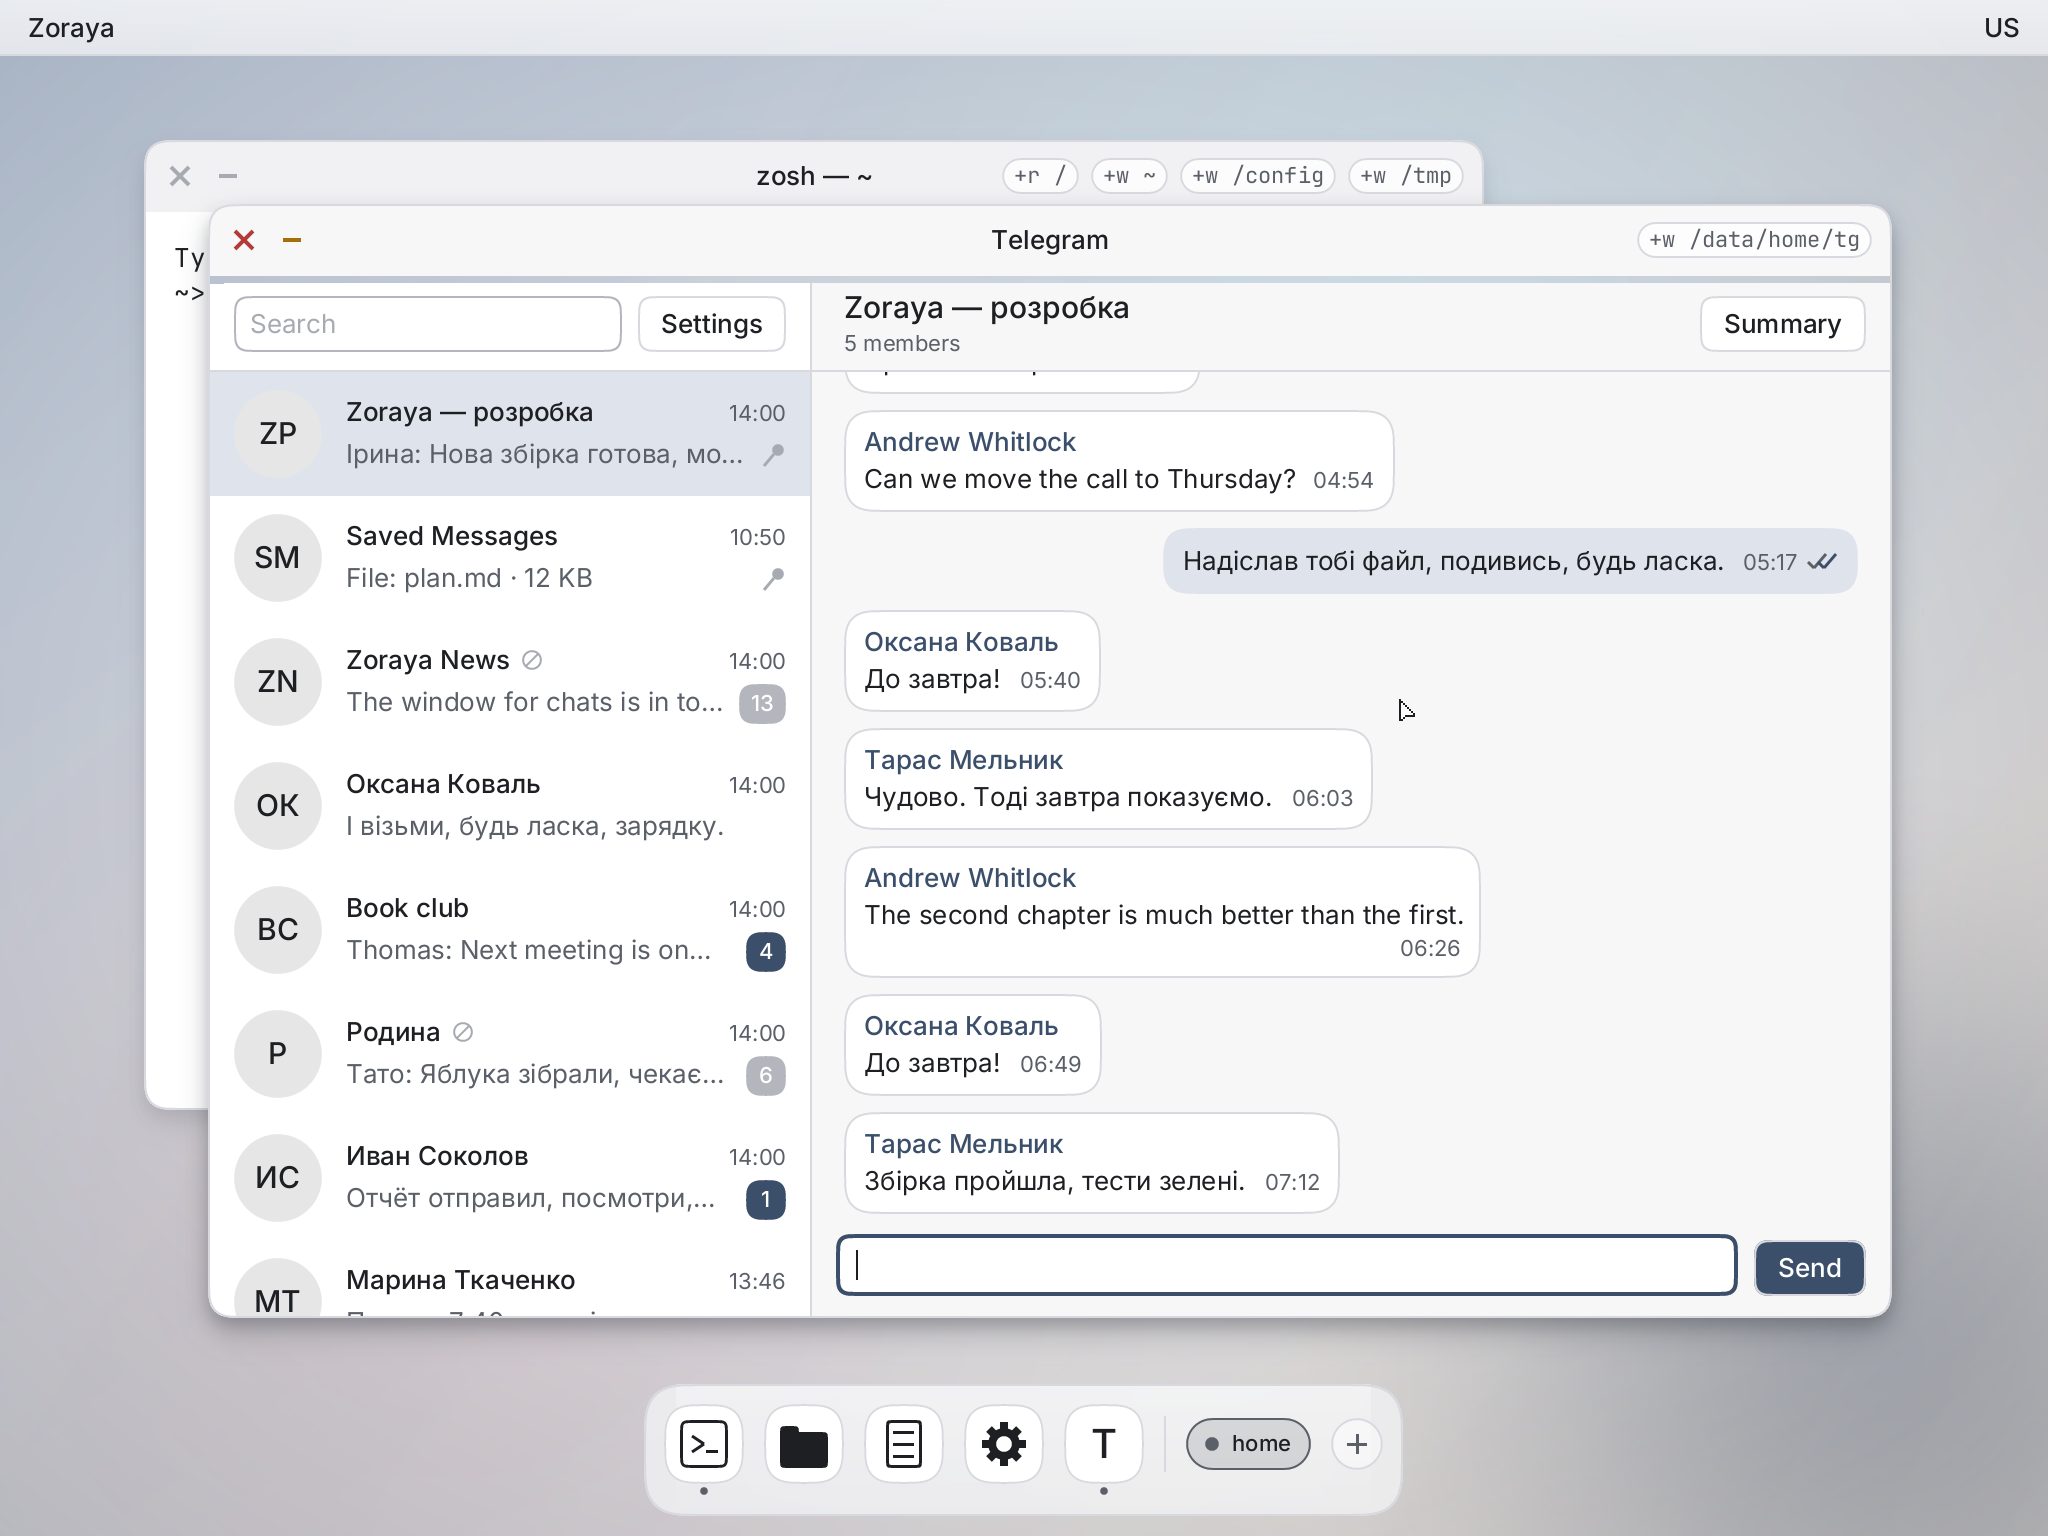 Zoraya
US
zosh — ~
+r /
+w ~
+w /config
+w /tmp
Ty
~>
Telegram
+w /data/home/tg
Search
Settings
Zoraya — розробка
5 members
Summary
ZP
Zoraya — розробка
14:00
Ірина: Нова збірка готова, мо...
SM
Saved Messages
10:50
File: plan.md · 12 KB
ZN
Zoraya News
14:00
The window for chats is in to...
13
ОК
Оксана Коваль
14:00
І візьми, будь ласка, зарядку.
BC
Book club
14:00
Thomas: Next meeting is on...
4
Р
Родина
14:00
Тато: Яблука зібрали, чекає...
6
ИС
Иван Соколов
14:00
Отчёт отправил, посмотри,...
1
МТ
Марина Ткаченко
13:46
Andrew Whitlock
Can we move the call to Thursday? 04:54
Надіслав тобі файл, подивись, будь ласка. 05:17
Оксана Коваль
До завтра! 05:40
Тарас Мельник
Чудово. Тоді завтра показуємо. 06:03
Andrew Whitlock
The second chapter is much better than the first.
06:26
Оксана Коваль
До завтра! 06:49
Тарас Мельник
Збірка пройшла, тести зелені. 07:12
Send
T
home